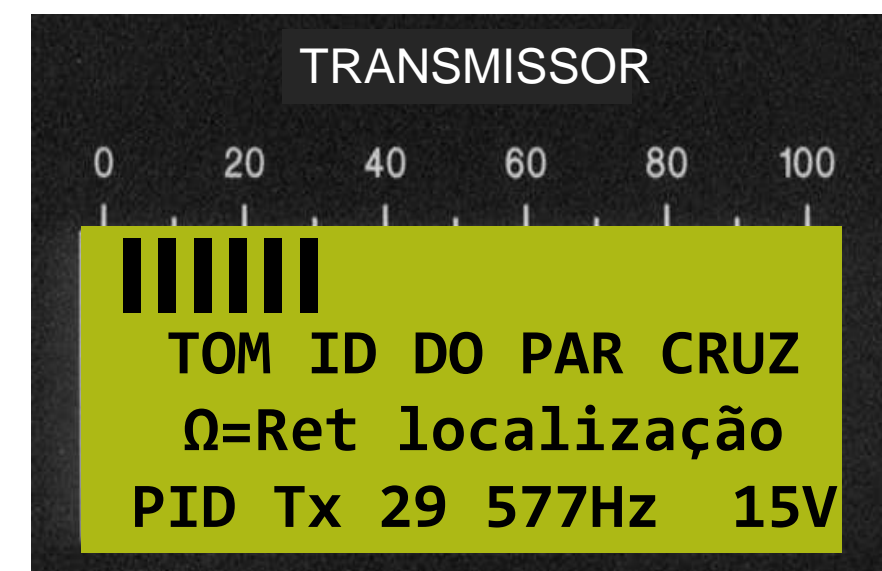 TRANSMISSOR
0 20 40 60 80 100
TOM ID DO PAR CRUZ
Ω=Ret localização
PID Tx 29 577Hz 15V